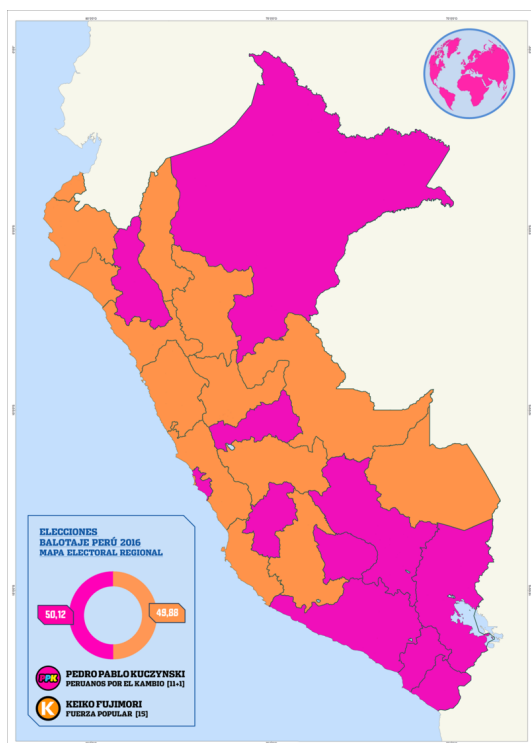 ELECCIONES
BALOTAJE PERÚ 2016
MAPA ELECTORAL REGIONAL
50,12
49,88
PPK
PEDRO PABLO KUCZYNSKI
PERUANOS POR EL KAMBIO [11+1]
K
KEIKO FUJIMORI
FUERZA POPULAR [15]